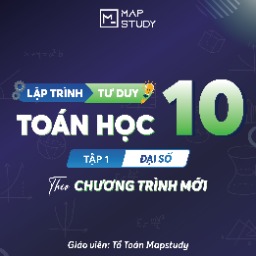 MAP
STUDY
LẬP TRÌNH TƯ DUY
TOÁN HỌC 10
TẬP 1 ĐẠI SỐ
Theo CHƯƠNG TRÌNH MỚI
Giáo viên: Tổ Toán Mapstudy